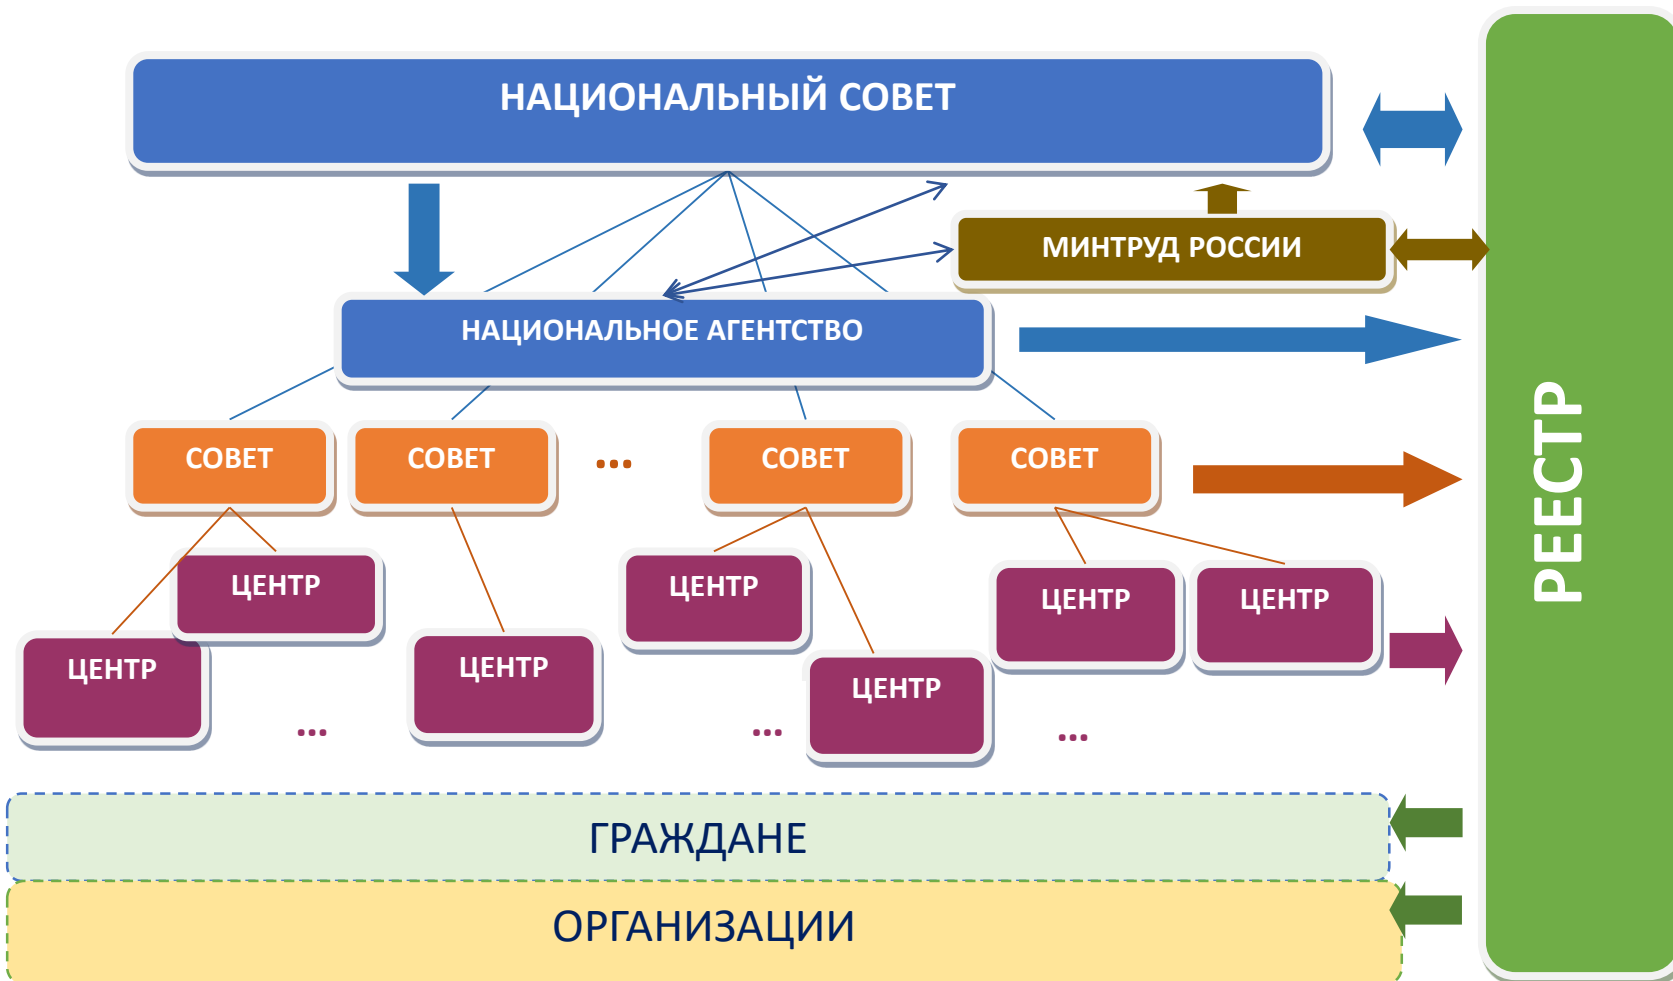 НАЦИОНАЛЬНЫЙ СОВЕТ
МИНТРУД РОССИИ
НАЦИОНАЛЬНОЕ АГЕНТСТВО
СОВЕТ
СОВЕТ
...
СОВЕТ
СОВЕТ
ЦЕНТР
ЦЕНТР
ЦЕНТР
ЦЕНТР
ЦЕНТР
ЦЕНТР
ЦЕНТР
...
...
...
ГРАЖДАНЕ
ОРГАНИЗАЦИИ
РЕЕСТР